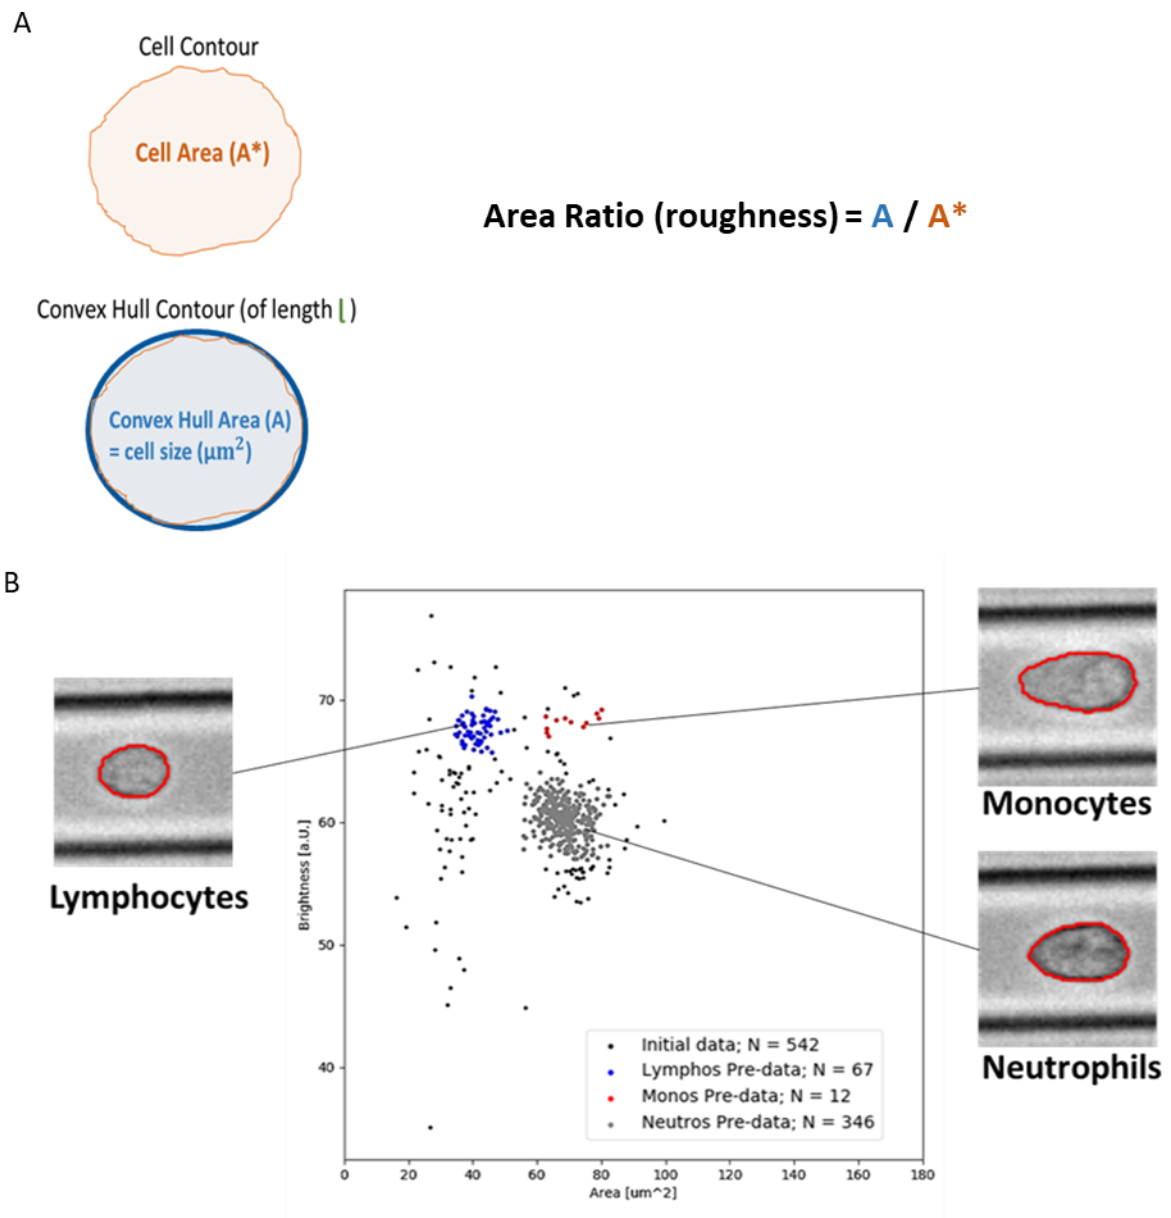 A
Cell Contour
Cell Area (A*)
Area Ratio (roughness) = A / A*
Convex Hull Contour (of length l )
Convex Hull Area (A)
= cell size (µm²)
B
70
60
50
40
Brightness [a.U.]
Lymphocytes
Monocytes
Neutrophils
Initial data; N = 542
Lymphos Pre-data; N = 67
Monos Pre-data; N = 12
Neutros Pre-data; N = 346
0 20 40 60 80 100 120 140 160 180
Area [um^2]